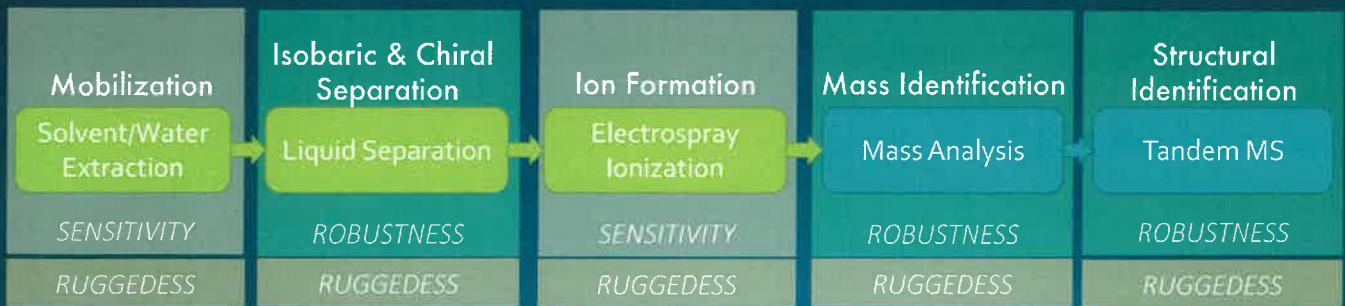 Mobilization
Solvent/Water
Extraction
SENSITIVITY
RUGGEDESS
Isobaric & Chiral
Separation
Liquid Separation
ROBUSTNESS
RUGGEDESS
Ion Formation
Electrospray
Ionization
SENSITIVITY
RUGGEDESS
Mass Identification
Mass Analysis
ROBUSTNESS
RUGGEDESS
Structural
Identification
Tandem MS
ROBUSTNESS
RUGGEDESS